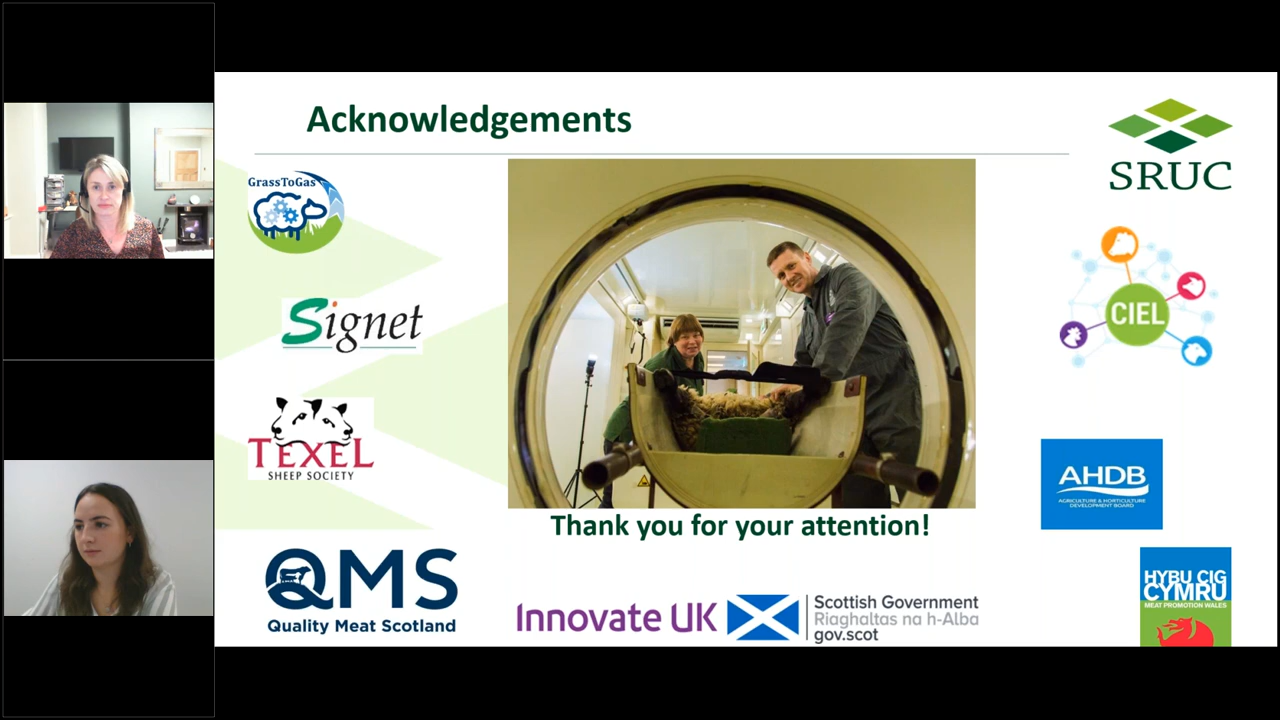 Acknowledgements
GrassToGas
Signet
TEXEL
SHEEP SOCIETY
QMS
Quality Meat Scotland
Thank you for your attention!
Innovate UK
Scottish Government
Riaghaltas na h-Alba
gov.scot
SRUC
CIEL
AHDB
AGRICULTURE & HORTICULTURE
DEVELOPMENT BOARD
HYBU CIG
CYMRU
MEAT PROMOTION WALES